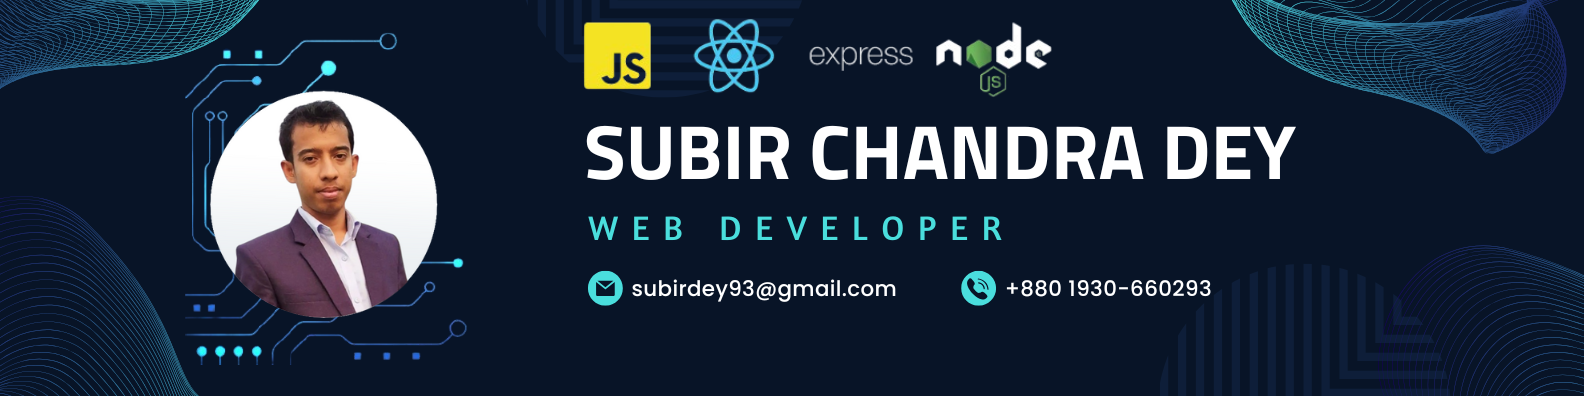 JS express node
JS
SUBIR CHANDRA DEY
WEB DEVELOPER
subirdey93@gmail.com +880 1930-660293